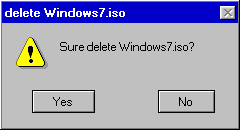 delete Windows7.iso
Sure delete Windows7.iso?
Yes
No